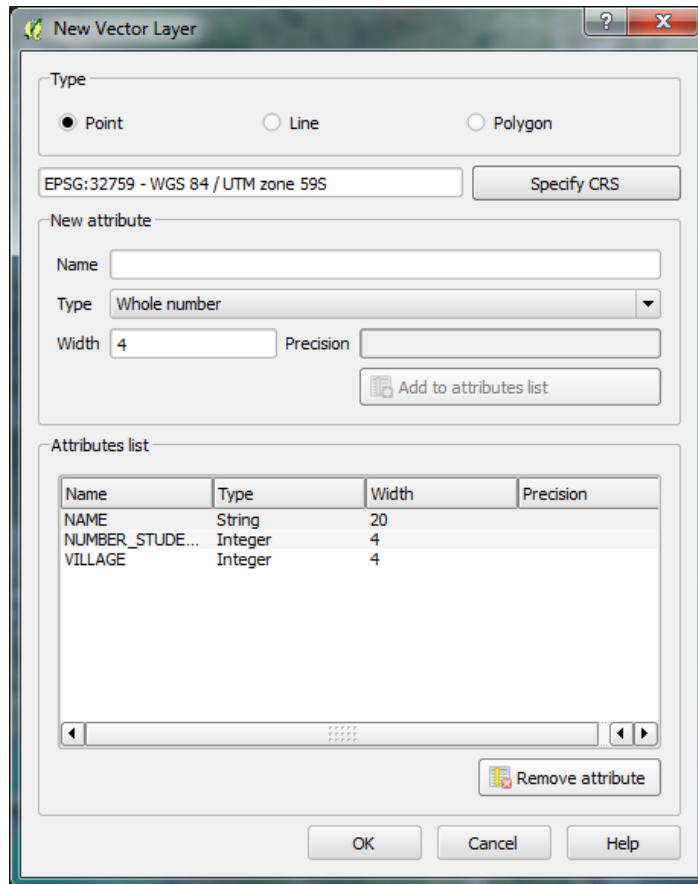 New Vector Layer
Type
Point Line Polygon
EPSG:32759 - WGS 84 / UTM zone 59S Specify CRS
New attribute
Name
Type Whole number
Width 4 Precision
Add to attributes list
Attributes list
Name Type Width Precision
NAME String 20
NUMBER_STUDE... Integer 4
VILLAGE Integer 4
Remove attribute
OK Cancel Help